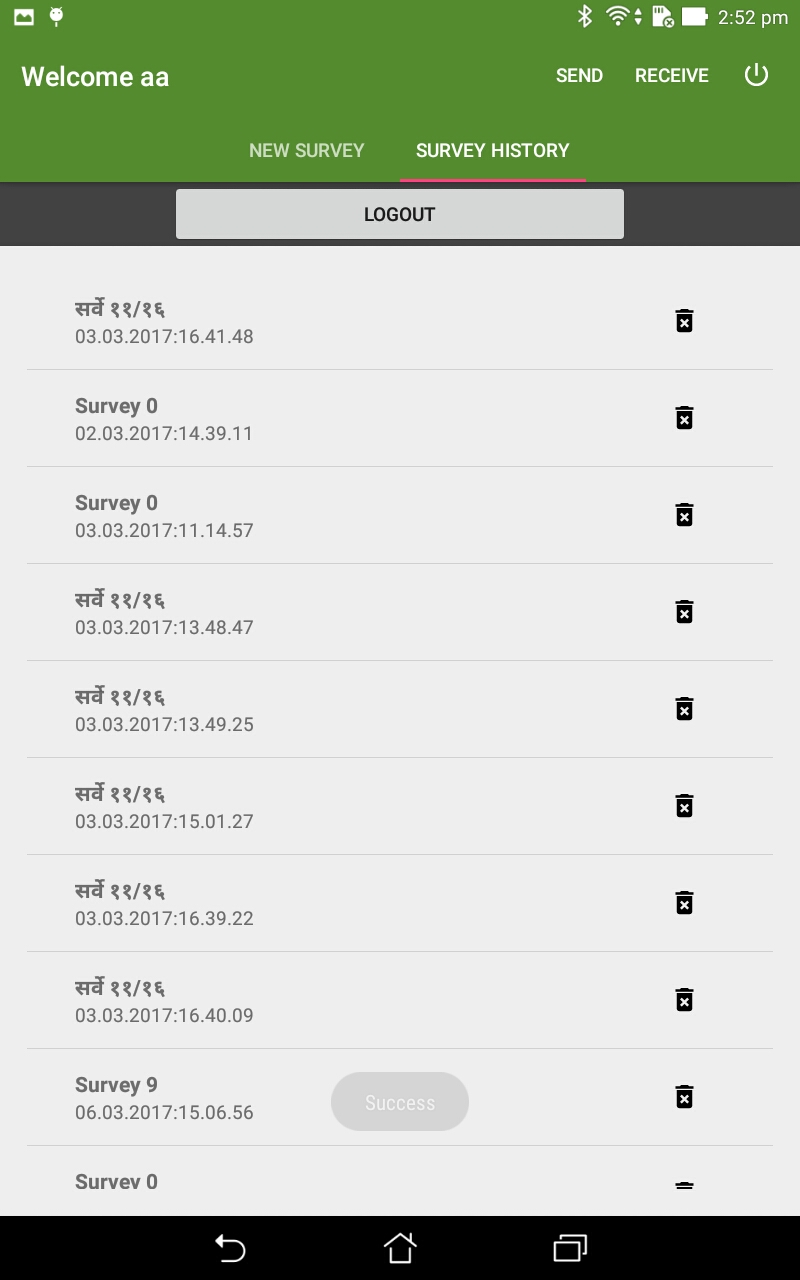 2:52 pm
Welcome aa
SEND
RECEIVE
NEW SURVEY
SURVEY HISTORY
LOGOUT
सर्वे ११/१६
03.03.2017:16.41.48
Survey 0
02.03.2017:14.39.11
Survey 0
03.03.2017:11.14.57
सर्वे ११/१६
03.03.2017:13.48.47
सर्वे ११/१६
03.03.2017:13.49.25
सर्वे ११/१६
03.03.2017:15.01.27
सर्वे ११/१६
03.03.2017:16.39.22
सर्वे ११/१६
03.03.2017:16.40.09
Survey 9
06.03.2017:15.06.56
Success
Survey 0